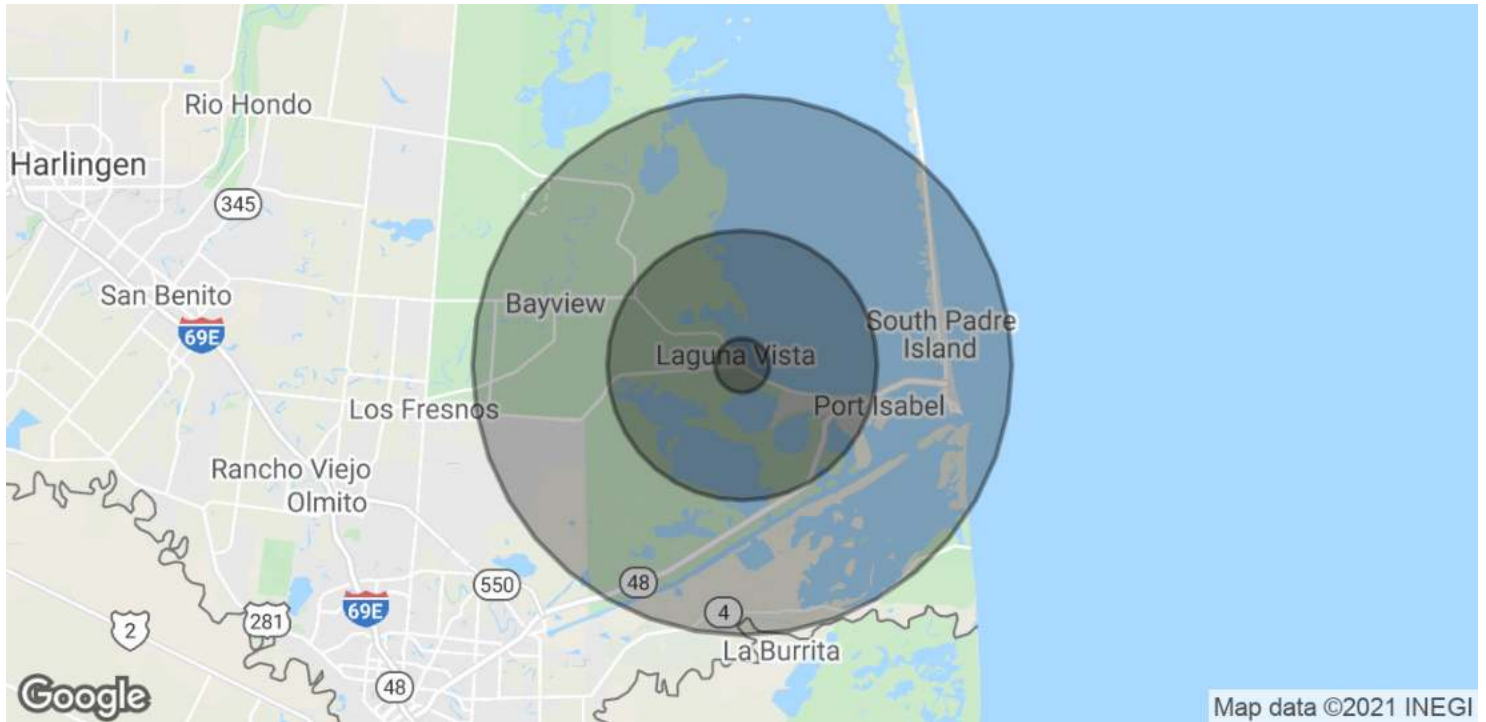 Rio Hondo
Harlingen
345
San Benito
69E
Bayview
South Padre
Island
Laguna Vista
Los Fresnos
Port Isabel
Rancho Viejo
Olmito
550
48
69E
4
281
2
La Burrita
48
Google
Map data ©2021 INEGI